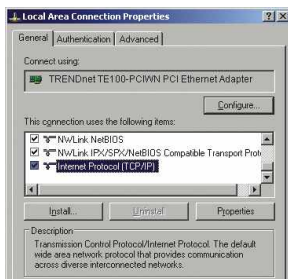 Local Area Connection Properties
General Authentication Advanced
Connect using:
TRENDnet TE100-PCIWN PCI Ethernet Adapter
Configure...
This connection uses the following items:
NWLink NetBIOS
NWLink IPX/SPX/NetBIOS Compatible Transport Prot
Internet Protocol (TCP/IP)
Install... Uninstall Properties
Description
Transmission Control Protocol/Internet Protocol. The default
wide area network protocol that provides communication
across diverse interconnected networks.